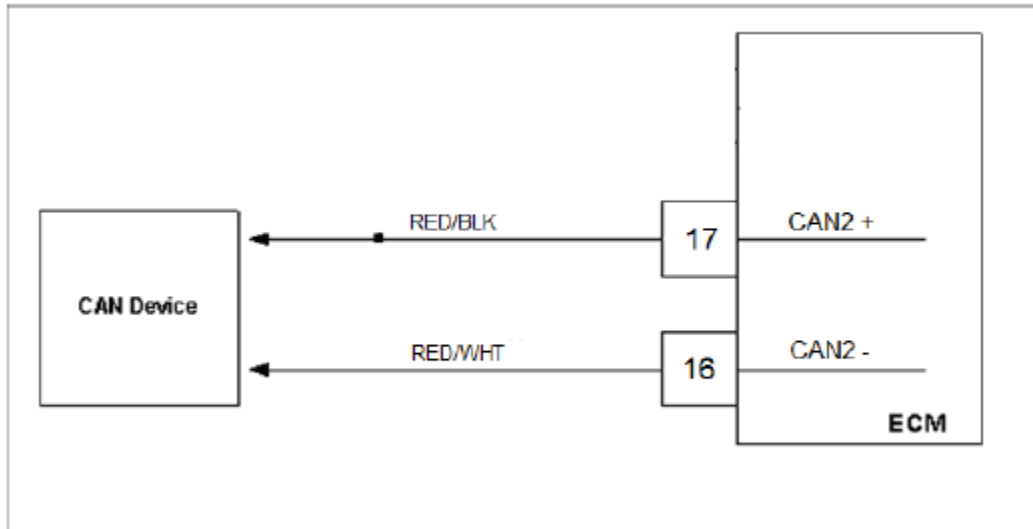 RED/BLK
17
CAN2 +
CAN Device
RED/WHT
16
CAN2 -
ECM